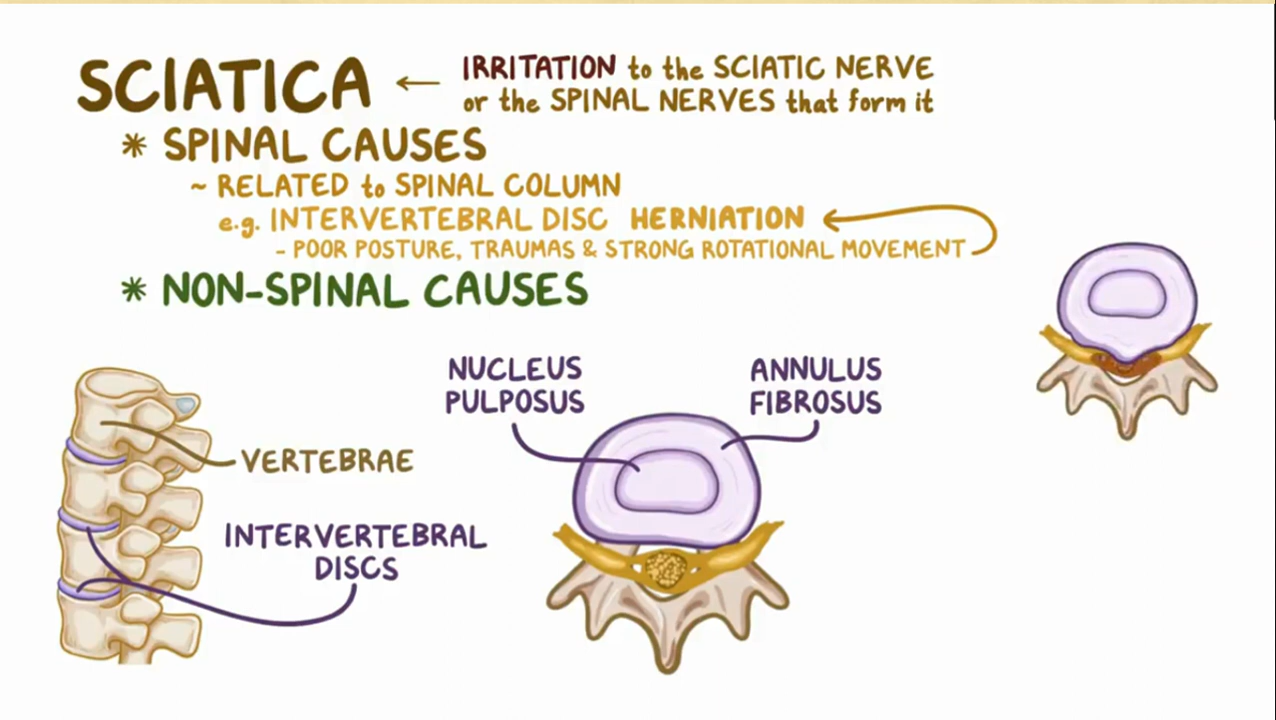 SCIATICA ← IRRITATION to the SCIATIC NERVE
or the SPINAL NERVES that form it
* SPINAL CAUSES
~ RELATED to SPINAL COLUMN
e.g. INTERVERTEBRAL DISC HERNIATION
- POOR POSTURE, TRAUMAS & STRONG ROTATIONAL MOVEMENT
* NON-SPINAL CAUSES
NUCLEUS
PULPOSUS
ANNULUS
FIBROSUS
VERTEBRAE
INTERVERTEBRAL
DISCS